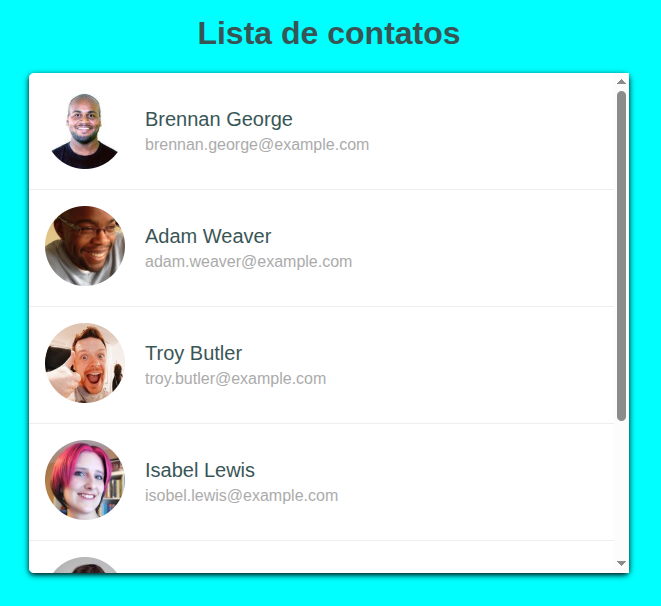 Lista de contatos
Brennan George
brennan.george@example.com
Adam Weaver
adam.weaver@example.com
Troy Butler
troy.butler@example.com
Isabel Lewis
isobel.lewis@example.com